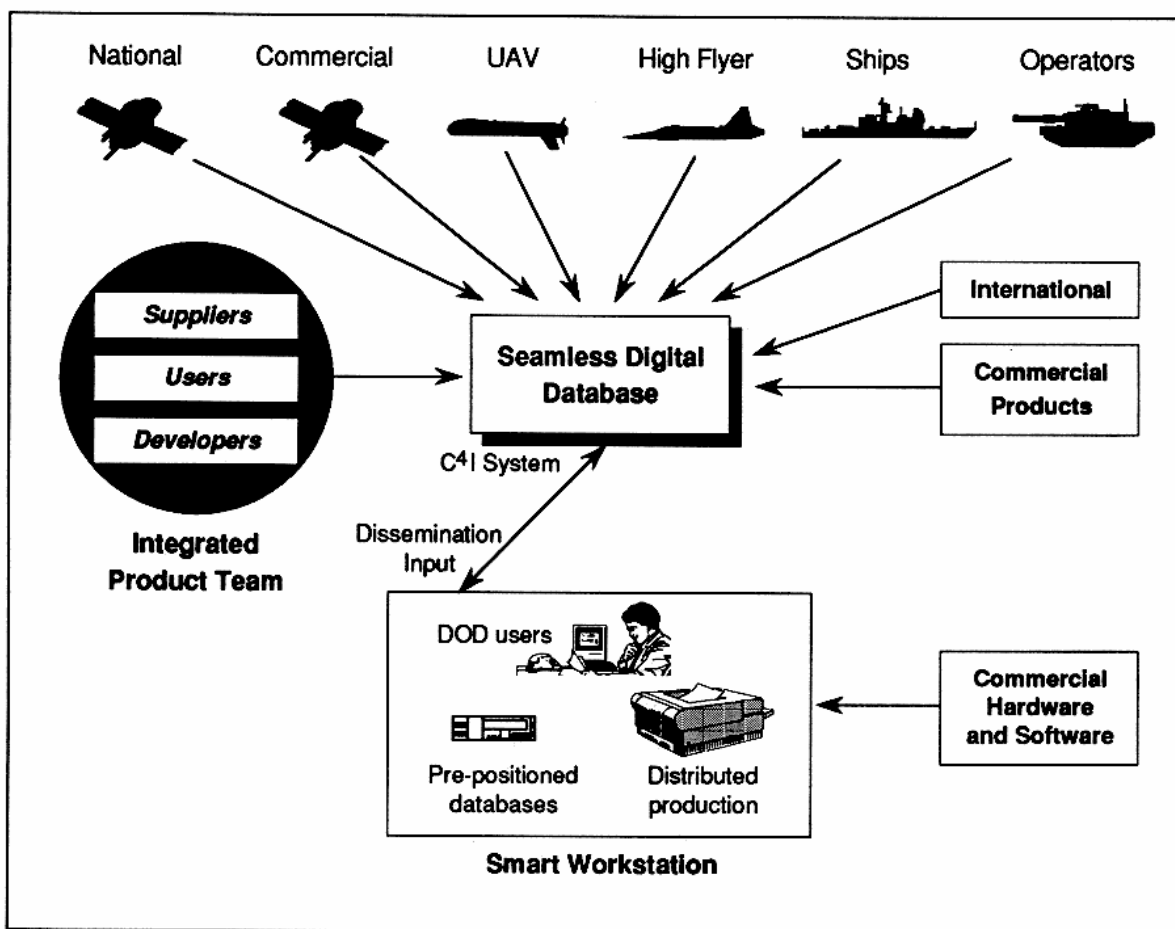 National
Commercial
UAV
High Flyer
Ships
Operators
Suppliers
Users
Developers
Integrated
Product Team
Seamless Digital
Database
International
Commercial
Products
C4I System
Dissemination
Input
DOD users
Pre-positioned
databases
Distributed
production
Smart Workstation
Commercial
Hardware
and Software